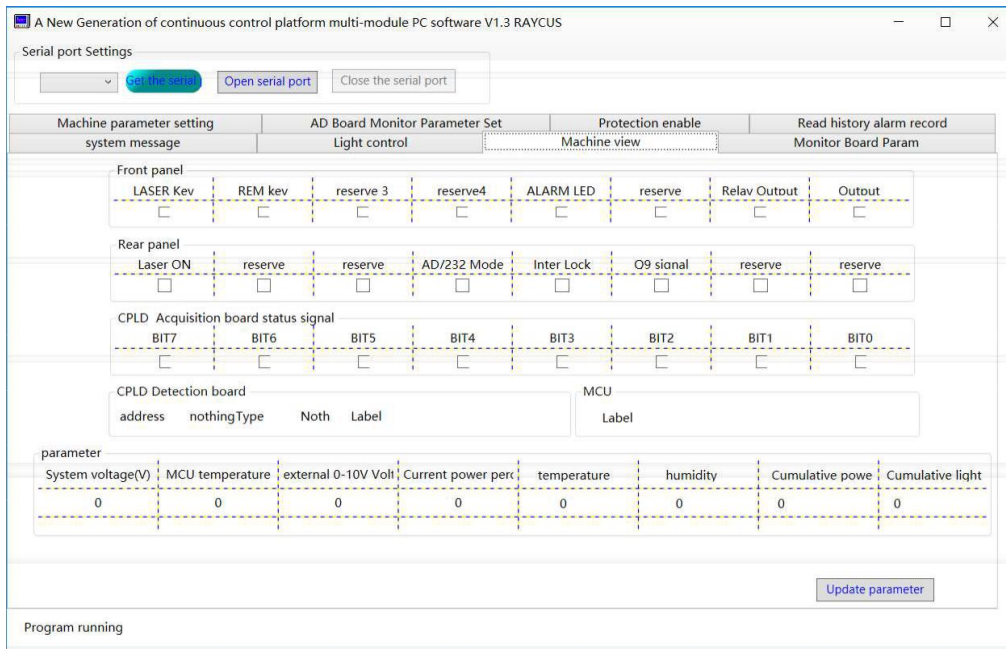 A New Generation of continuous control platform multi-module PC software V1.3 RAYCUS
Serial port Settings
Get the serial Open serial port Close the serial port
Machine parameter setting AD Board Monitor Parameter Set Protection enable Read history alarm record
system message Light control Machine view Monitor Board Param
Front panel
LASER Key REM key reserve 3 reserve4 ALARM LED reserve Relay Output Output
Rear panel
Laser ON reserve reserve AD/232 Mode Inter Lock Q9 signal reserve reserve
CPLD Acquisition board status signal
BIT7 BIT6 BIT5 BIT4 BIT3 BIT2 BIT1 BIT0
CPLD Detection board MCU
address nothingType Noth Label Label
parameter
System voltage(V) MCU temperature external 0-10V Volt Current power perc temperature humidity Cumulative powe Cumulative light
0 0 0 0 0 0 0 0
Update parameter
Program running